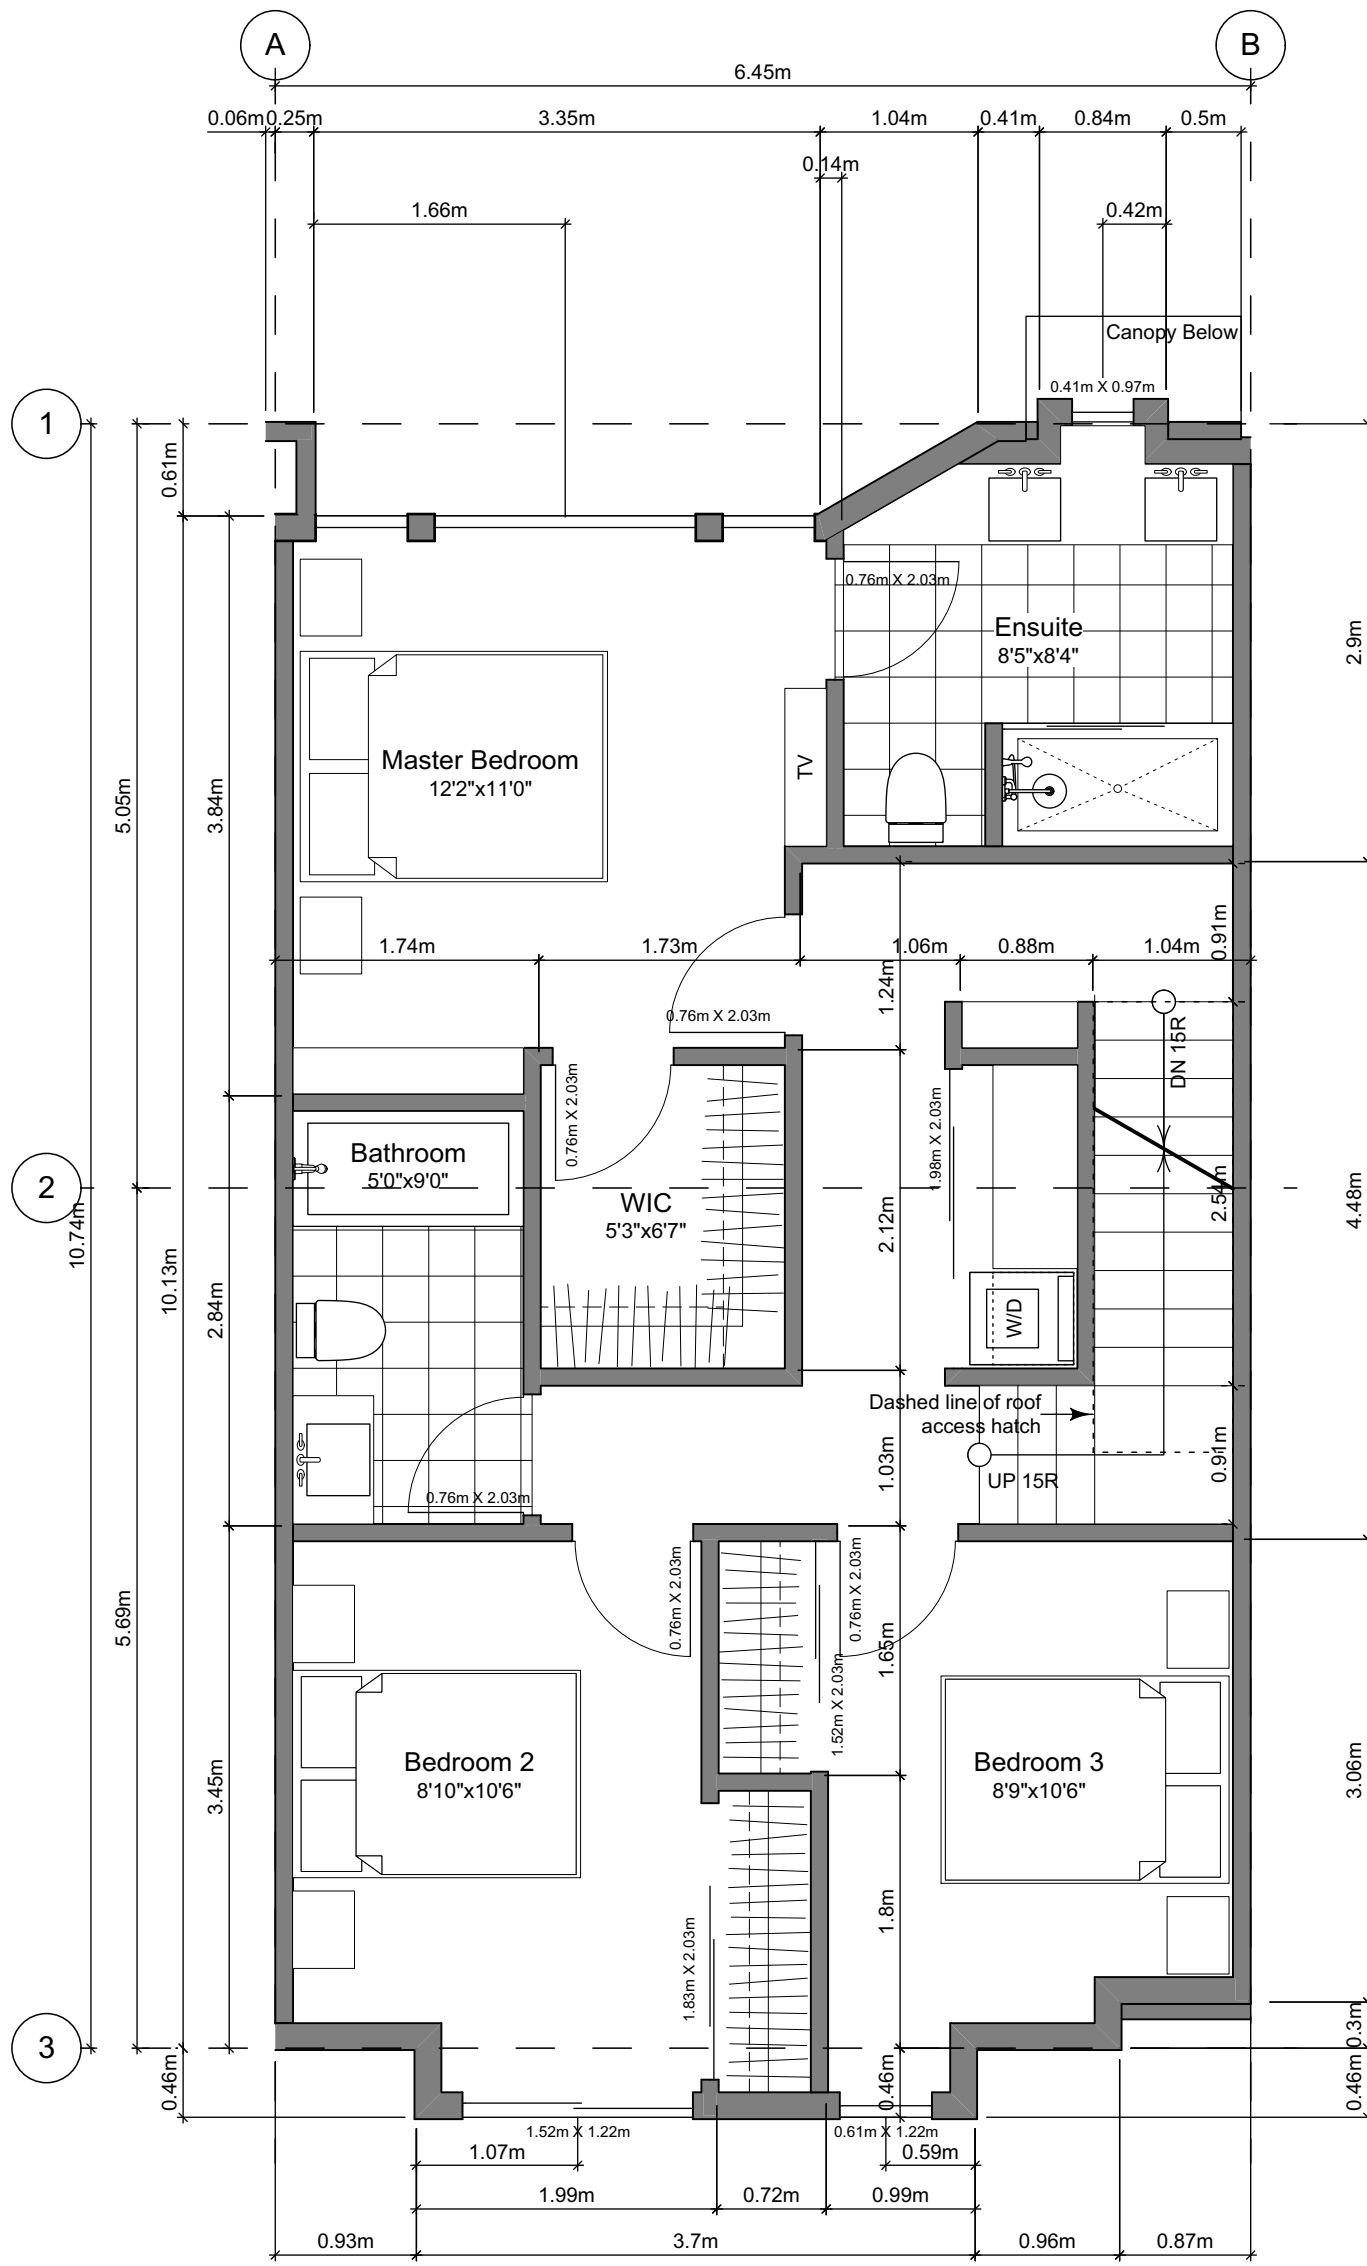 A
B
6.45m
0.06m
0.25m
3.35m
1.04m
0.41m
0.84m
0.5m
0.14m
1.66m
0.42m
Canopy Below
0.41m X 0.97m
1
0.61m
0.76m X 2.03m
Ensuite
8'5"x8'4"
2.9m
Master Bedroom
12'2"x11'0"
TV
5.05m
3.84m
1.74m
1.73m
1.06m
0.88m
1.04m
0.91m
1.24m
0.76m X 2.03m
DN 15R
0.76m X 2.03m
1.98m X 2.03m
Bathroom
5'0"x9'0"
2
WIC
5'3"x6'7"
2.54m
4.48m
10.74m
10.13m
2.12m
2.84m
W/D
Dashed line of roof
access hatch
0.91m
1.03m
UP 15R
0.76m X 2.03m
0.76m X 2.03m
0.76m X 2.03m
5.69m
1.65m
1.52m X 2.03m
Bedroom 2
8'10"x10'6"
Bedroom 3
8'9"x10'6"
3.45m
3.06m
1.8m
1.83m X 2.03m
3
0.3m
0.46m
0.46m
0.46m
1.52m X 1.22m
0.61m X 1.22m
1.07m
0.59m
1.99m
0.72m
0.99m
0.93m
3.7m
0.96m
0.87m